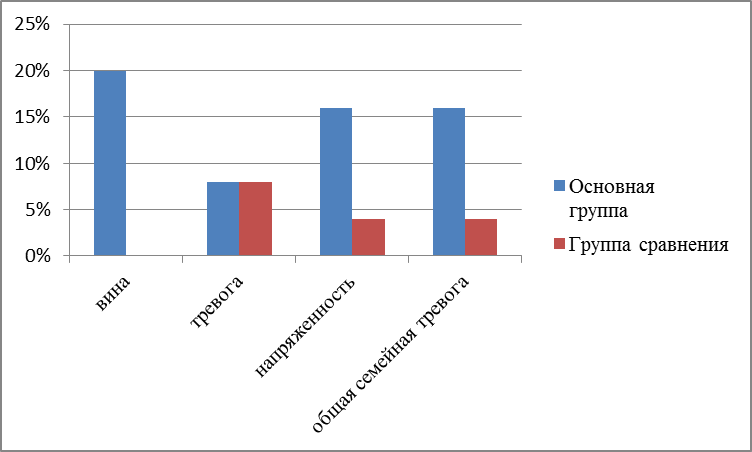 25%
20%
15%
10%
5%
0%
вина
тревога
напряженность
общая семейная тревога
Основная
группа
Группа сравнения